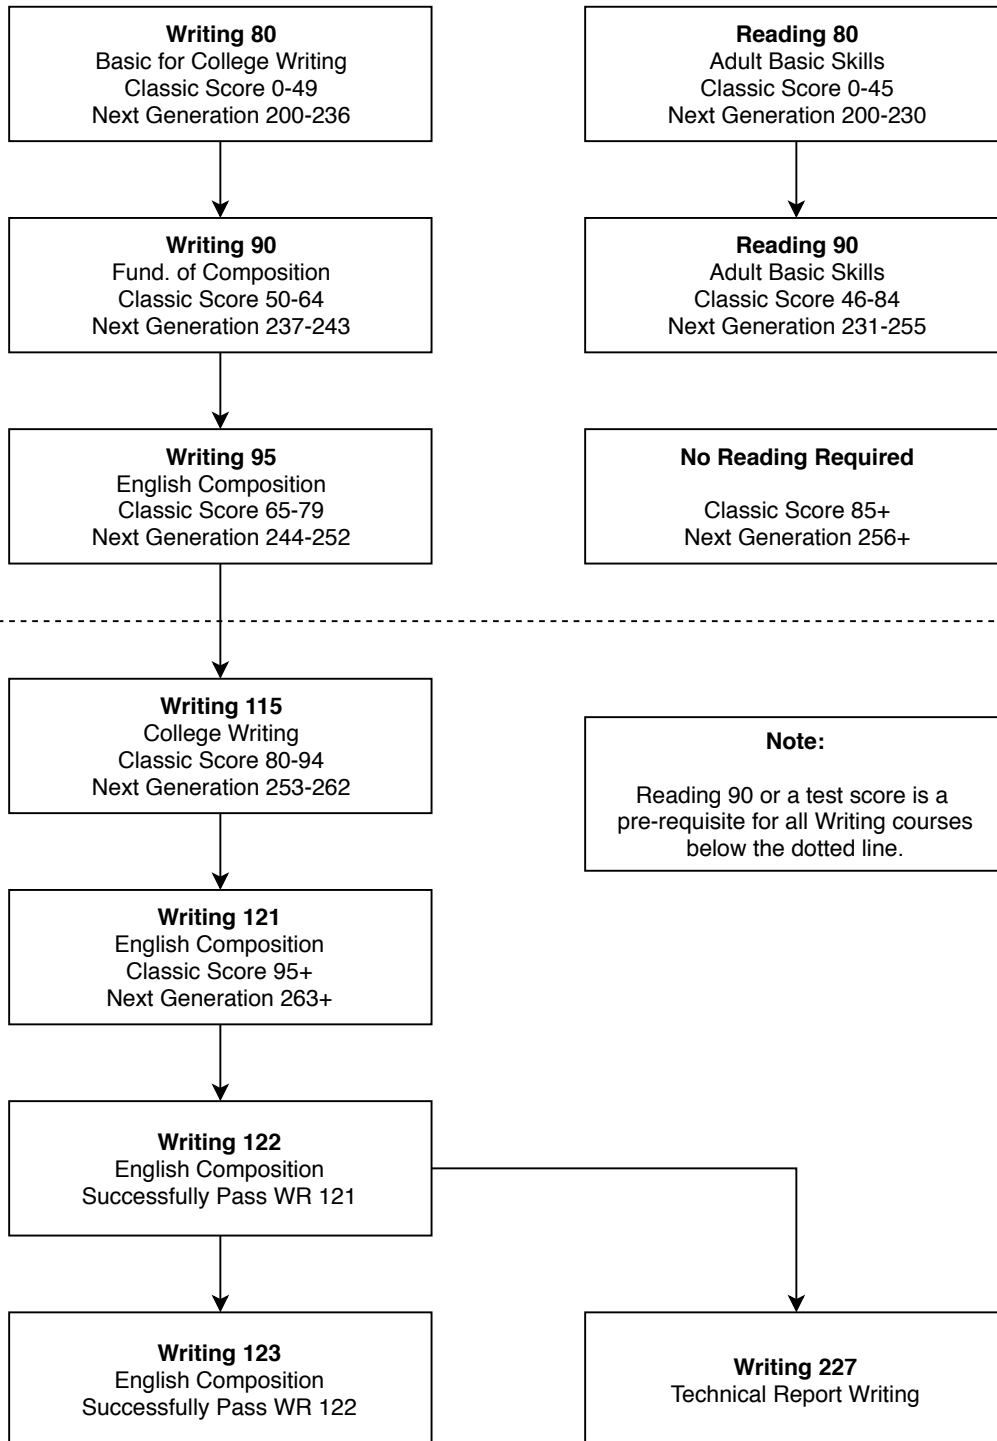 Writing 80
Basic for College Writing
Classic Score 0-49
Next Generation 200-236
Reading 80
Adult Basic Skills
Classic Score 0-45
Next Generation 200-230
Writing 90
Fund. of Composition
Classic Score 50-64
Next Generation 237-243
Reading 90
Adult Basic Skills
Classic Score 46-84
Next Generation 231-255
Writing 95
English Composition
Classic Score 65-79
Next Generation 244-252
No Reading Required
Classic Score 85+
Next Generation 256+
Writing 115
College Writing
Classic Score 80-94
Next Generation 253-262
Note:
Reading 90 or a test score is a
pre-requisite for all Writing courses
below the dotted line.
Writing 121
English Composition
Classic Score 95+
Next Generation 263+
Writing 122
English Composition
Successfully Pass WR 121
Writing 123
English Composition
Successfully Pass WR 122
Writing 227
Technical Report Writing